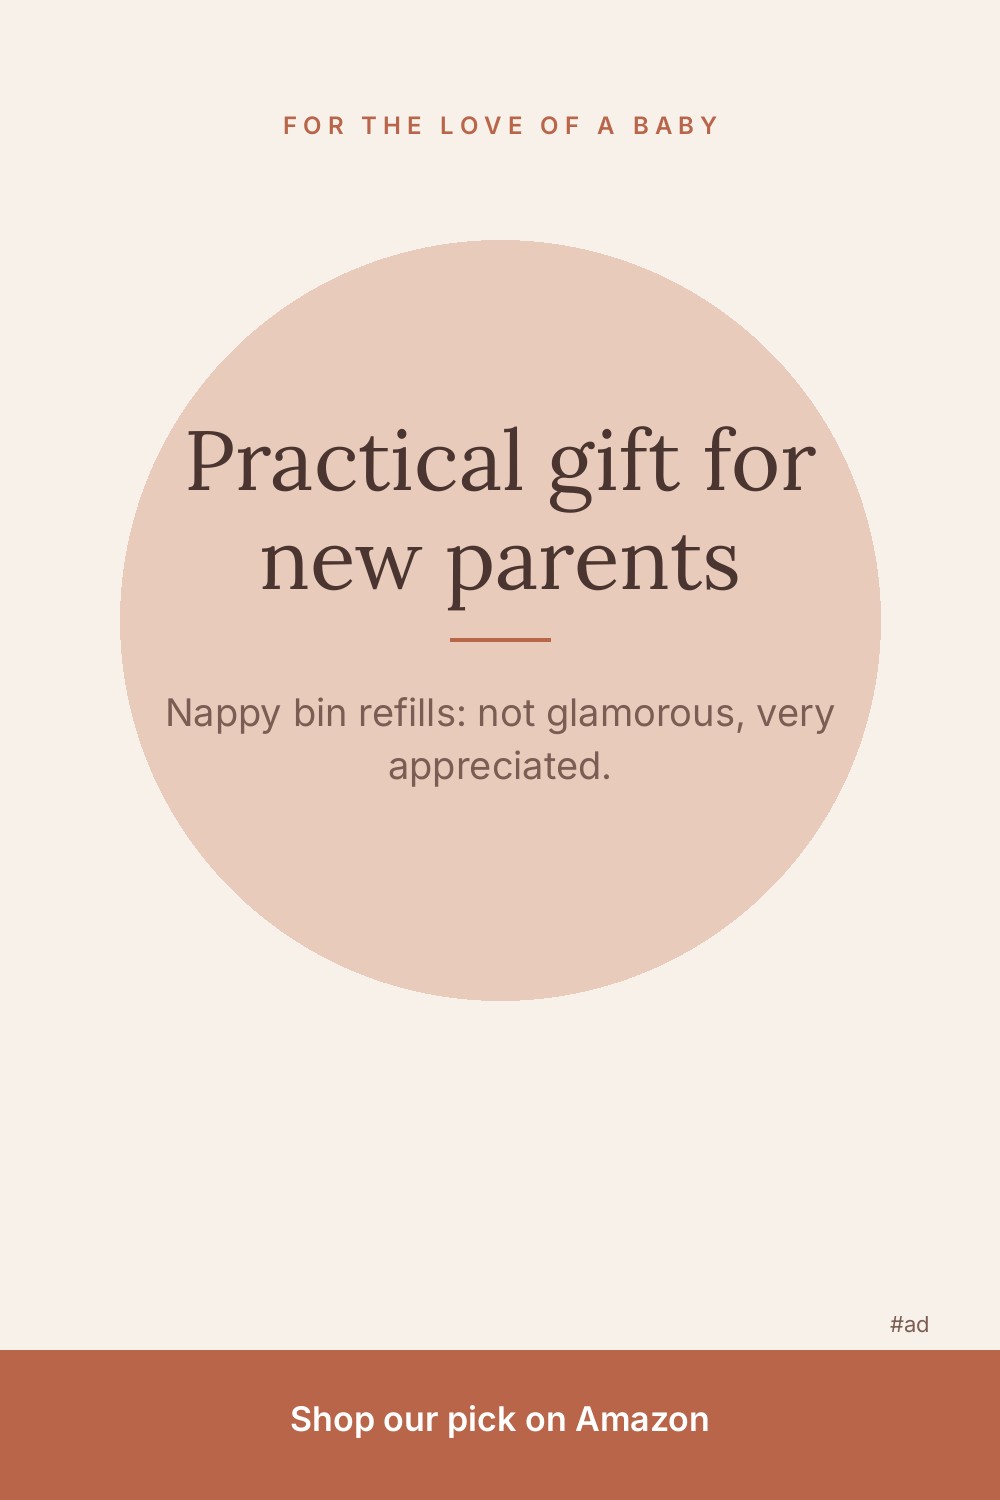 FOR THE LOVE OF A BABY
Practical gift for
new parents
Nappy bin refills: not glamorous, very
appreciated.
#ad
Shop our pick on Amazon